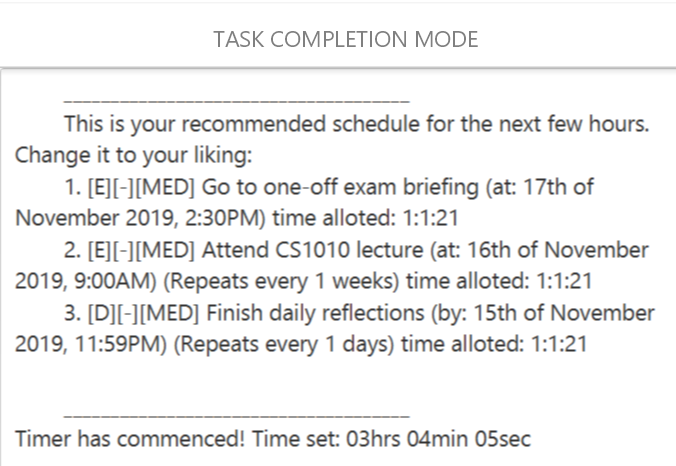 TASK COMPLETION MODE
____________________________________
This is your recommended schedule for the next few hours.
Change it to your liking:
1. [E][-][MED] Go to one-off exam briefing (at: 17th of
November 2019, 2:30PM) time alloted: 1:1:21
2. [E][-][MED] Attend CS1010 lecture (at: 16th of November
2019, 9:00AM) (Repeats every 1 weeks) time alloted: 1:1:21
3. [D][-][MED] Finish daily reflections (by: 15th of November
2019, 11:59PM) (Repeats every 1 days) time alloted: 1:1:21
____________________________________
Timer has commenced! Time set: 03hrs 04min 05sec